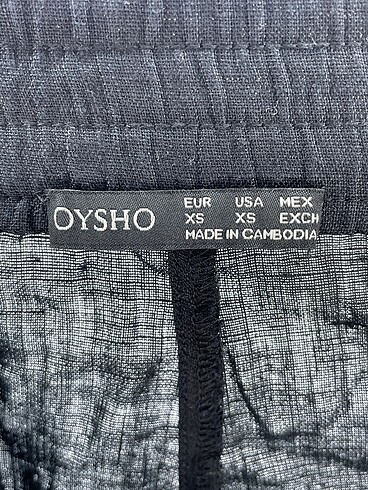 OYSHO
EUR USA MEX
XS XS EXCH
MADE IN CAMBODIA